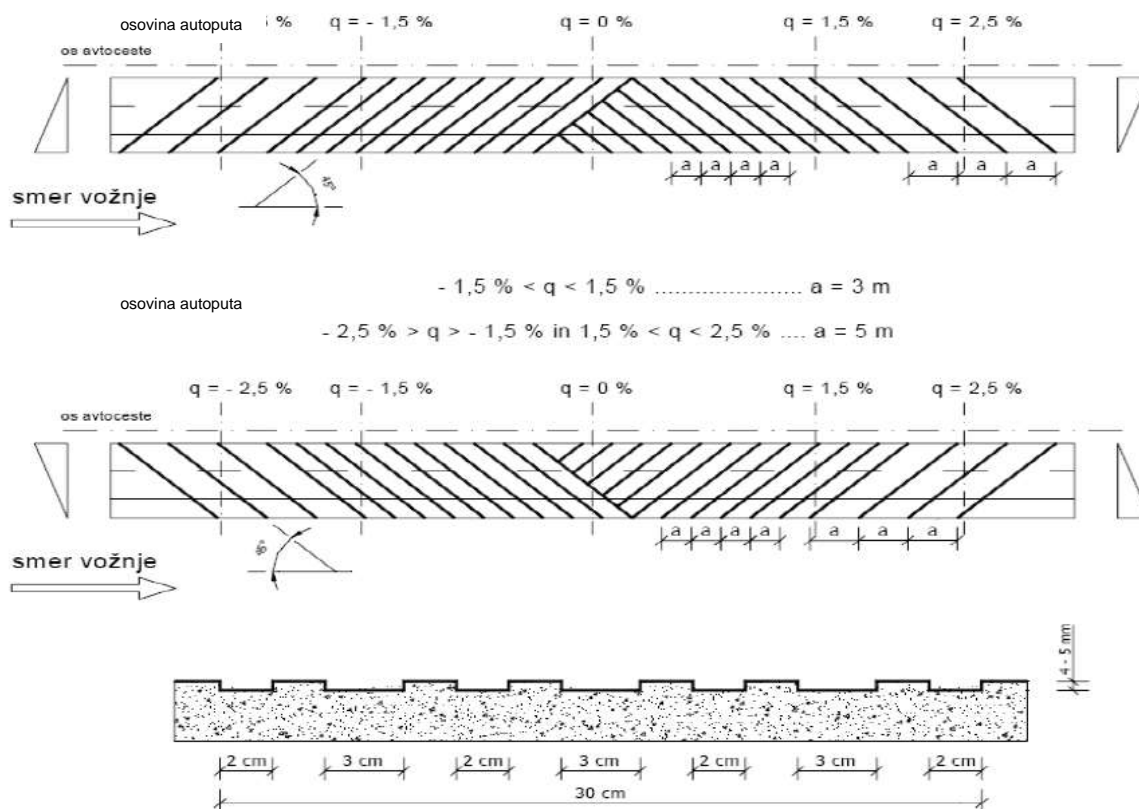 osovina autoputa 5 % q = - 1,5 % q = 0 % q = 1,5 % q = 2,5 %
os avtoceste
a a a a a a a
smer vožnje 45°
- 1,5 % < q < 1,5 % ..................... a = 3 m
osovina autoputa
- 2,5 % > q > - 1,5 % in 1,5 % < q < 2,5 % .... a = 5 m
q = - 2,5 % q = - 1,5 % q = 0 % q = 1,5 % q = 2,5 %
os avtoceste
a a a a a a a
smer vožnje
4 - 5 mm
2 cm 3 cm 2 cm 3 cm 2 cm 3 cm 2 cm
30 cm